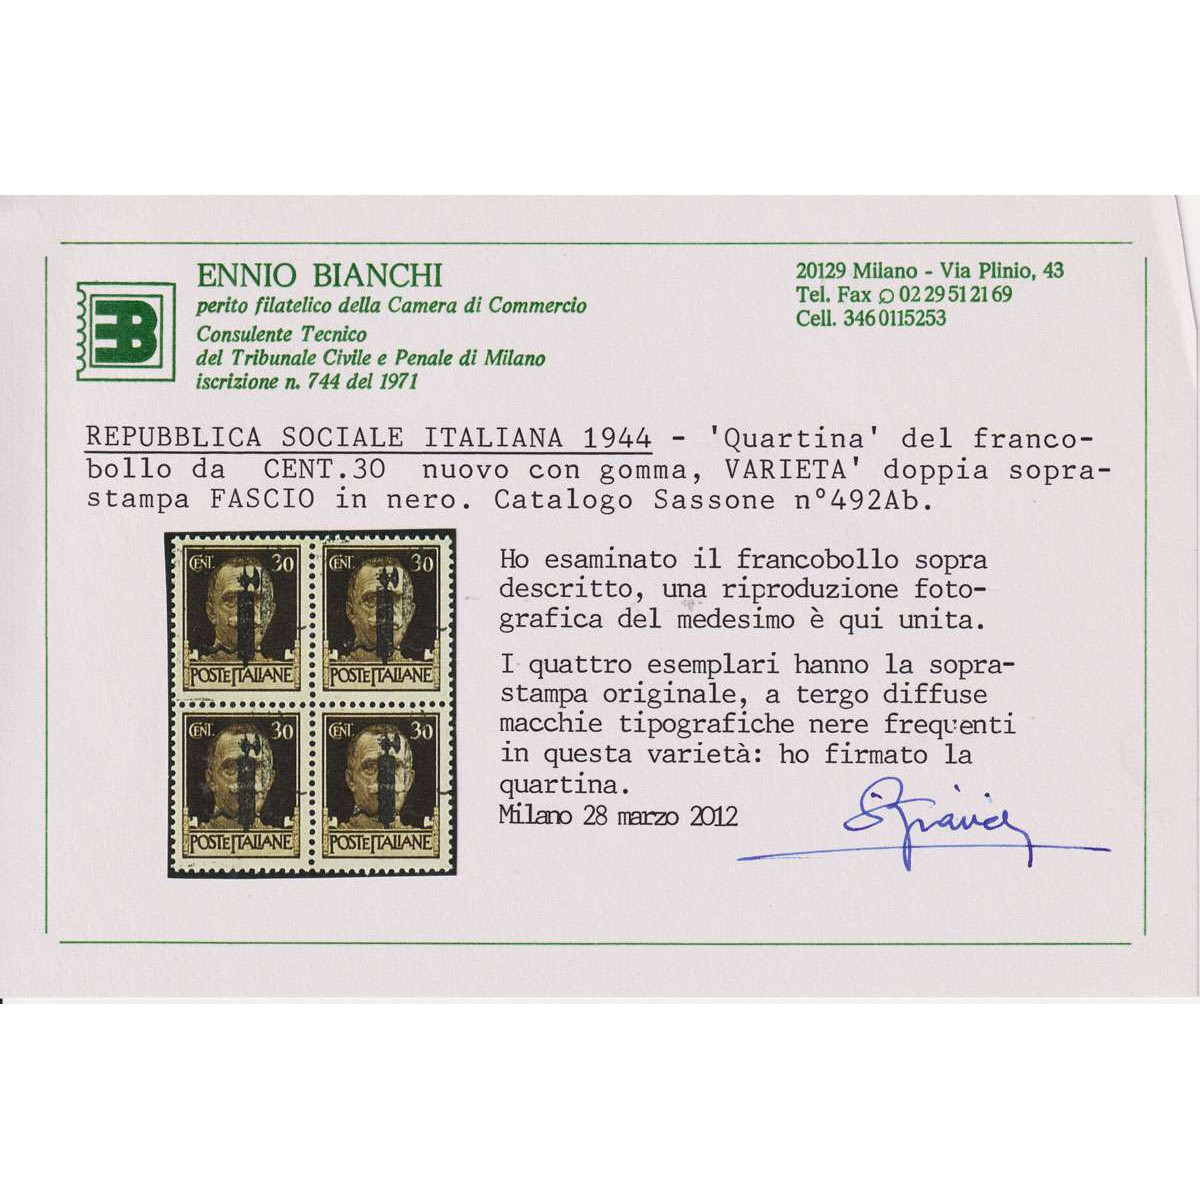 ENNIO BIANCHI
perito filatelico della Camera di Commercio
Consulente Tecnico
del Tribunale Civile e Penale di Milano
iscrizione n. 744 del 1971
20129 Milano - Via Plinio, 43
Tel. Fax 02 29 51 21 69
Cell. 346 0115253
REPUBBLICA SOCIALE ITALIANA 1944 - 'Quartina' del franco-
bollo da CENT.30 nuovo con gomma, VARIETA' doppia sopra-
stampa FASCIO in nero. Catalogo Sassone n°492Ab.
CENT. 30 CENT. 30
POSTE ITALIANE POSTE ITALIANE
CENT. 30 CENT. 30
POSTE ITALIANE POSTE ITALIANE
Ho esaminato il francobollo sopra
descritto, una riproduzione foto-
grafica del medesimo è qui unita.
I quattro esemplari hanno la sopra-
stampa originale, a tergo diffuse
macchie tipografiche nere frequenti
in questa varietà: ho firmato la
quartina.
Milano 28 marzo 2012